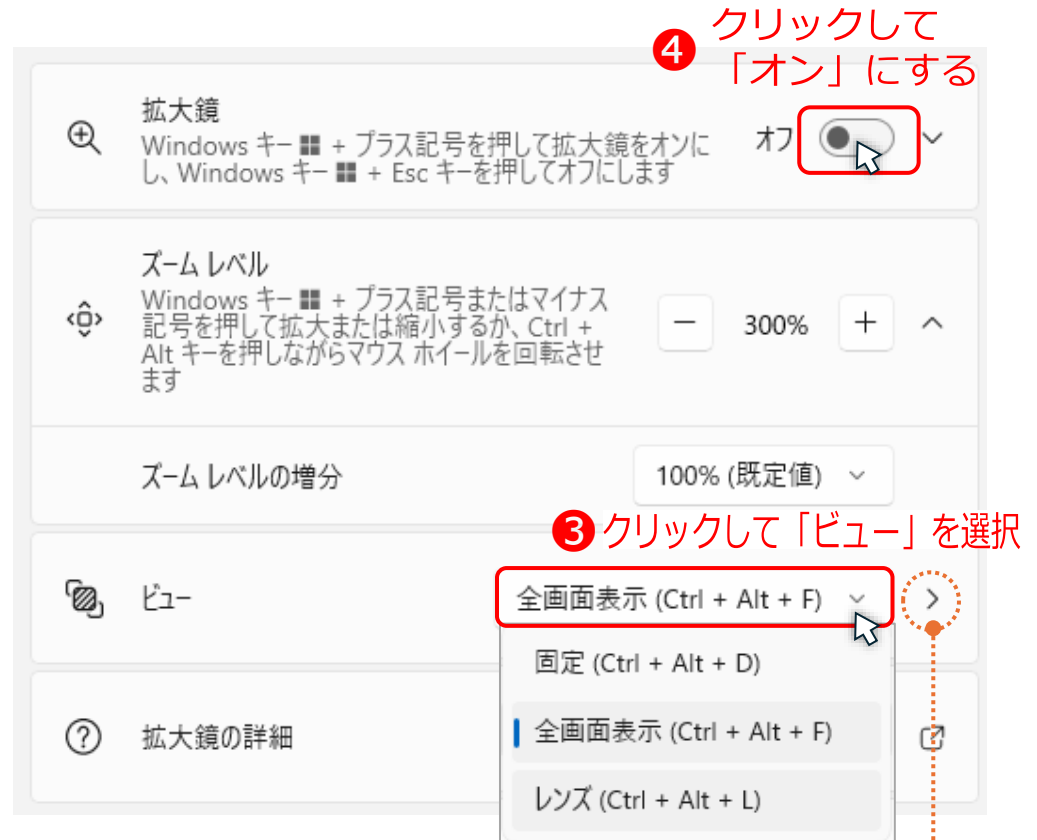 クリックして
❹「オン」にする
拡大鏡
Windows キー + プラス記号を押して拡大鏡をオンに
し、Windows キー + Esc キーを押してオフにします
オフ
ズーム レベル
Windows キー + プラス記号またはマイナス
記号を押して拡大または縮小するか、Ctrl +
Alt キーを押しながらマウス ホイールを回転させ
ます
300%
ズーム レベルの増分
100% (既定値)
❸クリックして「ビュー」を選択
ビュー
全画面表示 (Ctrl + Alt + F)
固定 (Ctrl + Alt + D)
全画面表示 (Ctrl + Alt + F)
レンズ (Ctrl + Alt + L)
拡大鏡の詳細